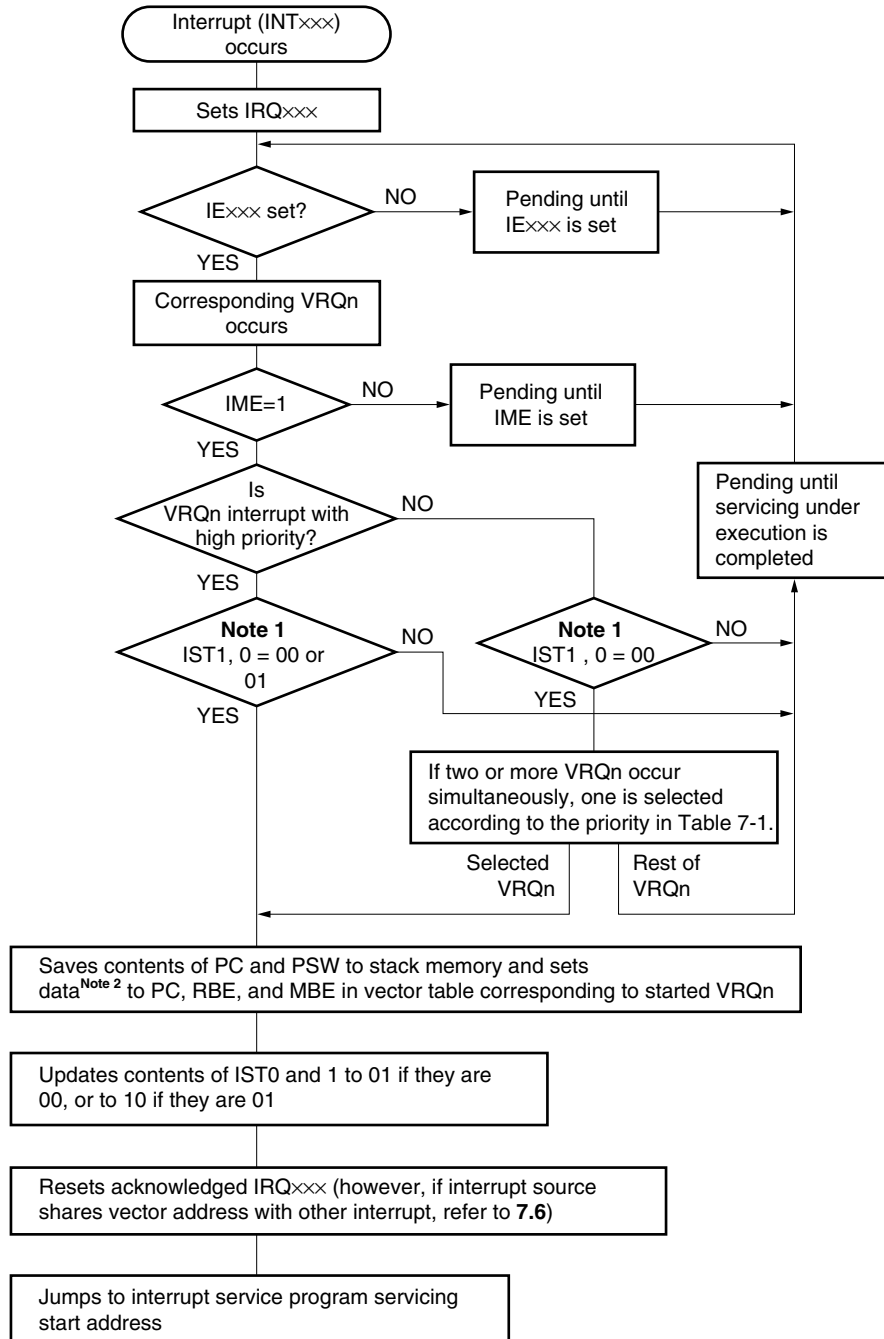 Interrupt (INT×××)
occurs
Sets IRQ×××
IE××× set?
NO
Pending until
IE××× is set
YES
Corresponding VRQn
occurs
IME=1
NO
Pending until
IME is set
YES
Is
VRQn interrupt with
high priority?
NO
Pending until
servicing under
execution is
completed
YES
Note 1
IST1, 0 = 00 or
01
NO
Note 1
IST1 , 0 = 00
NO
YES
YES
If two or more VRQn occur
simultaneously, one is selected
according to the priority in Table 7-1.
Selected
VRQn
Rest of
VRQn
Saves contents of PC and PSW to stack memory and sets
data Note 2 to PC, RBE, and MBE in vector table corresponding to started VRQn
Updates contents of IST0 and 1 to 01 if they are
00, or to 10 if they are 01
Resets acknowledged IRQ××× (however, if interrupt source
shares vector address with other interrupt, refer to 7.6)
Jumps to interrupt service program servicing
start address